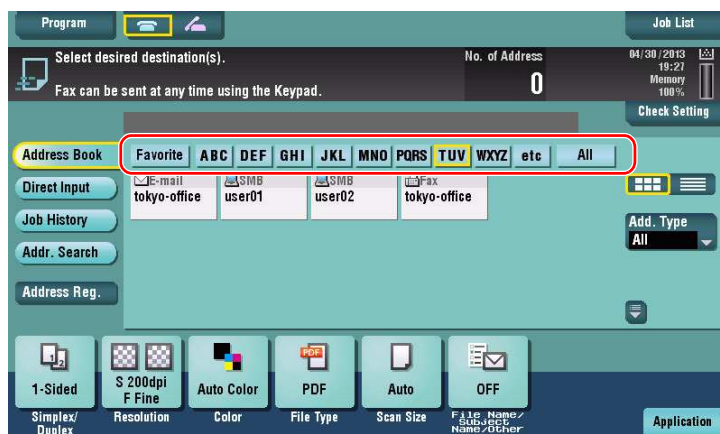 Program
Job List
Select desired destination(s).
No. of Address
04/30/2013
19:27
Fax can be sent at any time using the Keypad.
0
Memory
100%
Check Setting
Address Book
Favorite ABC DEF GHI JKL MNO PQRS TUV WXYZ etc All
Direct Input
E-mail
tokyo-office
SMB
user01
SMB
user02
Fax
tokyo-office
Job History
Add. Type
All
Addr. Search
Address Reg.
1 2
1-Sided
S 200dpi
F Fine
Auto Color
PDF
PDF
Auto
OFF
Simplex/
Duplex
Resolution
Color
File Type
Scan Size
File Name/
Subject
Name/Other
Application